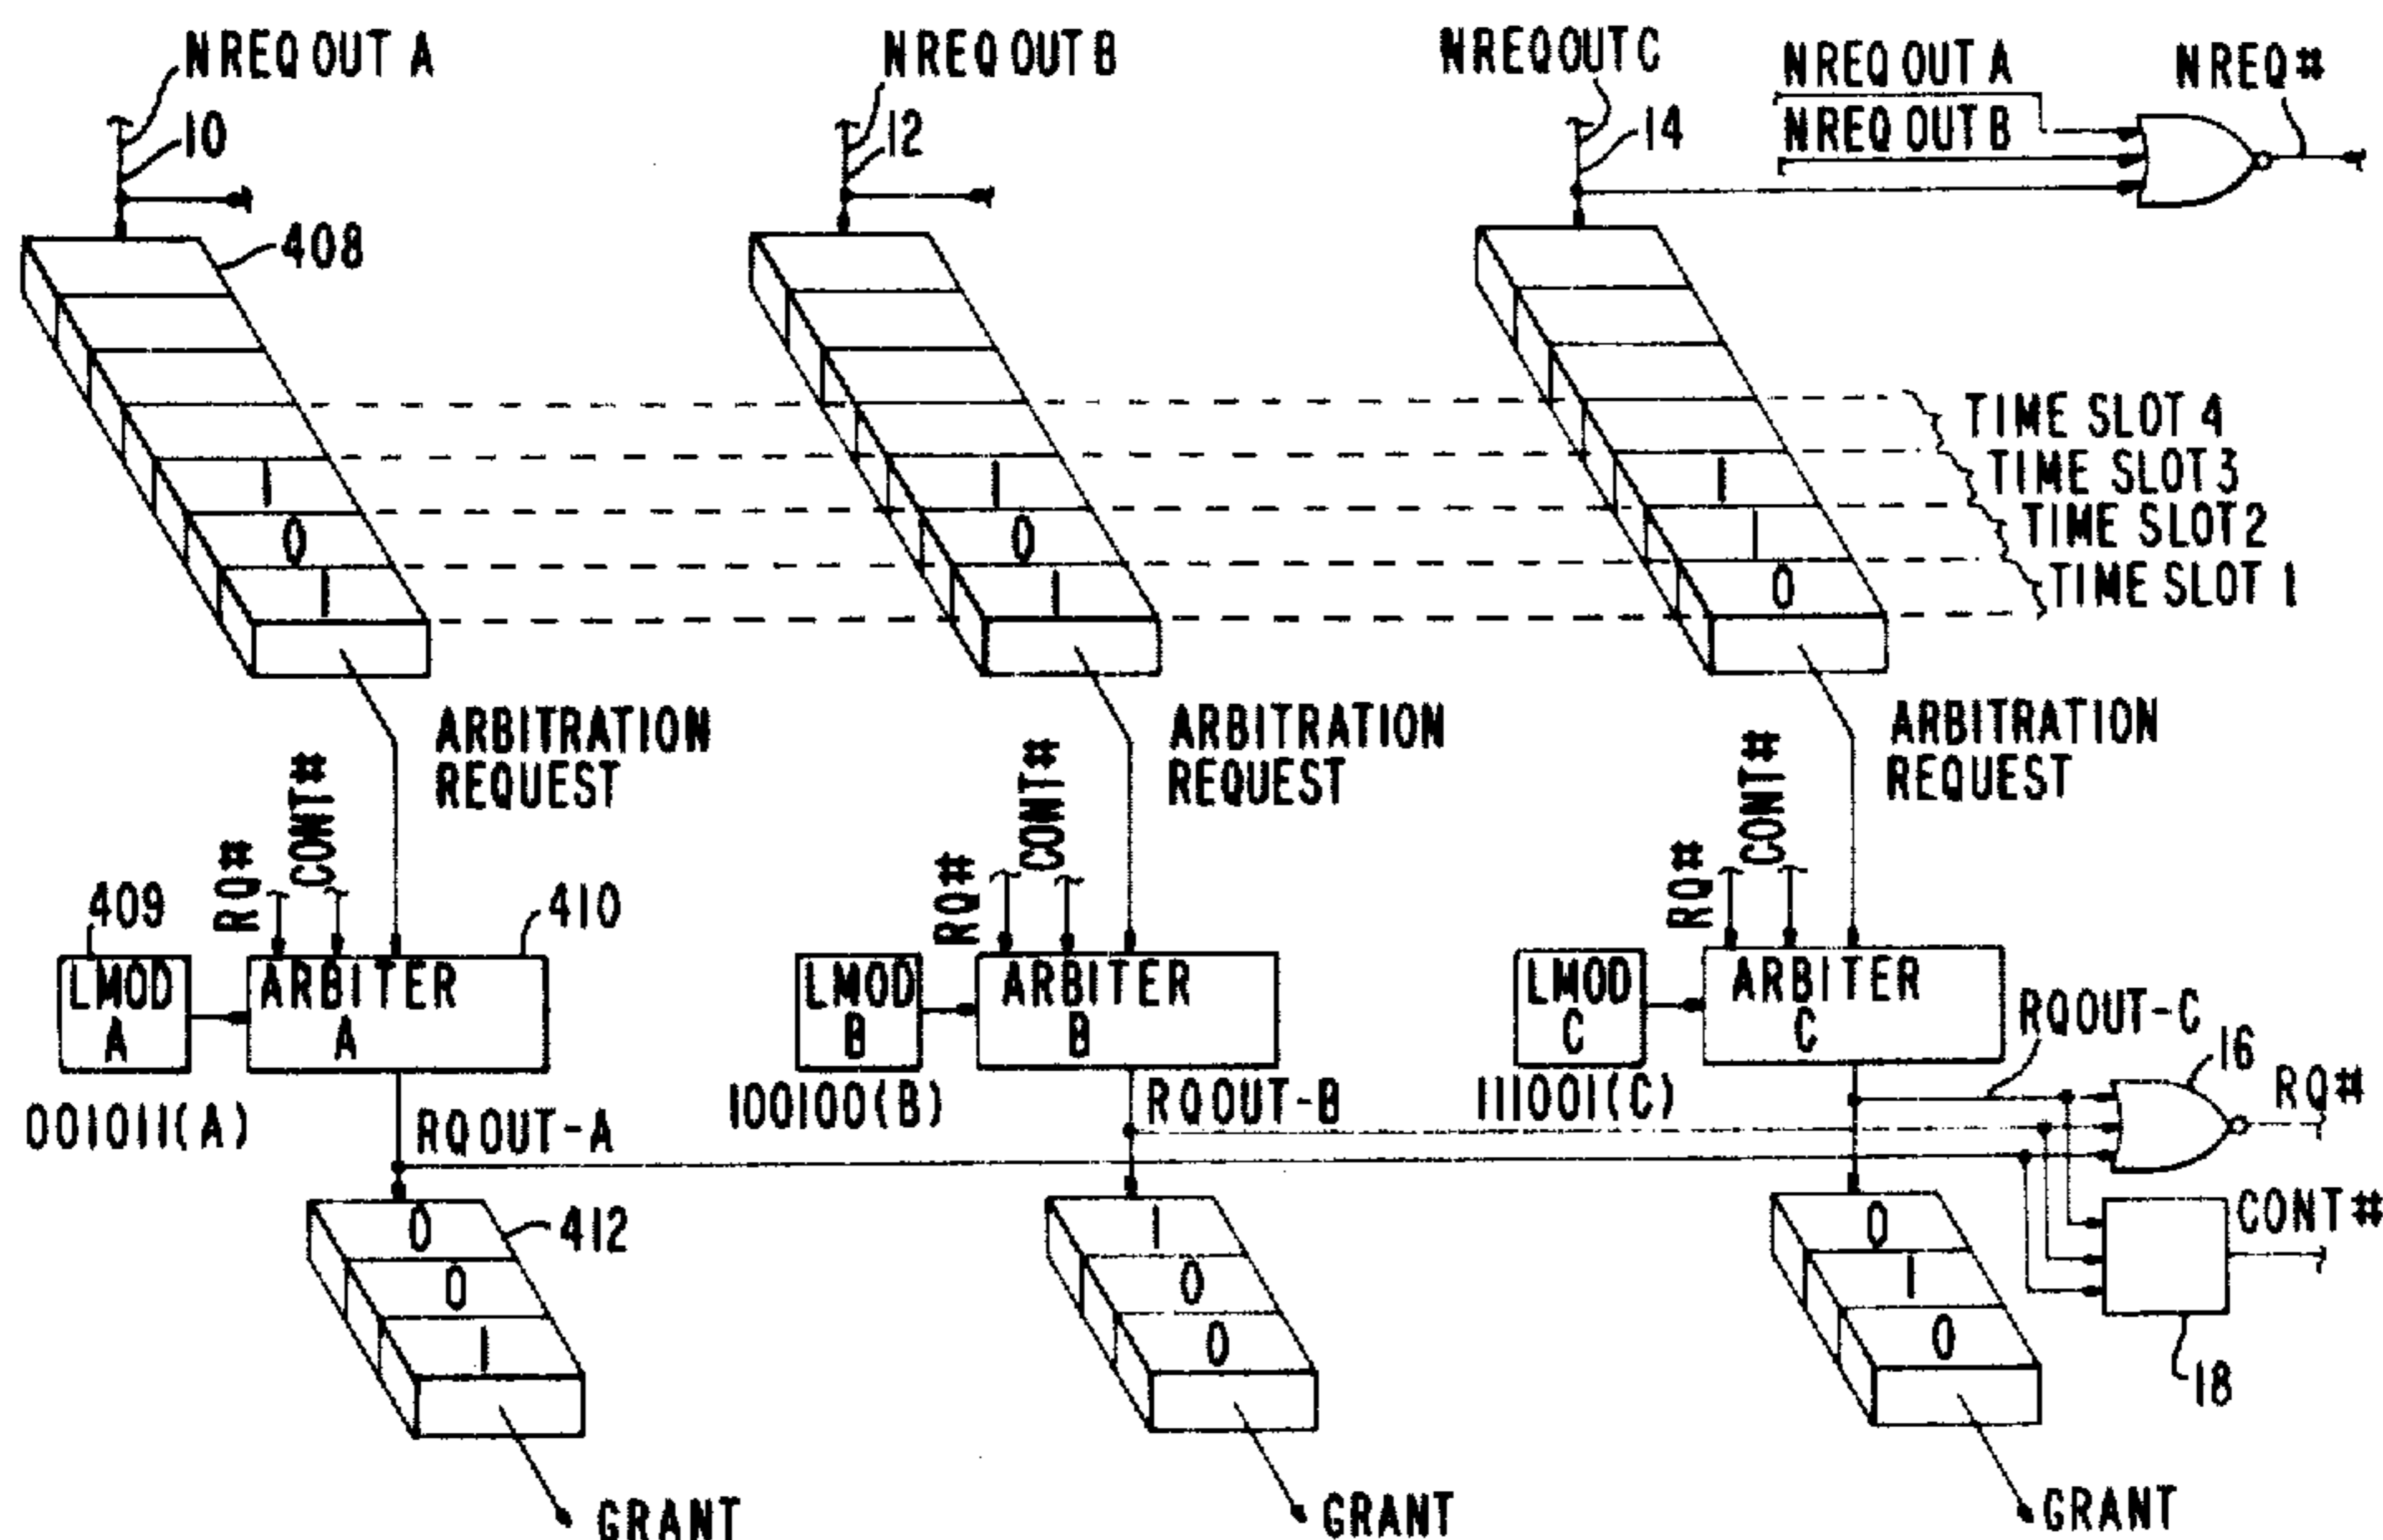 NREQ OUT A
NREQ OUT B
NREQ OUT C
NREQ OUT A
NREQ OUT B
NREQ#
10
12
14
408
TIME SLOT 4
TIME SLOT 3
TIME SLOT 2
TIME SLOT 1
1
0
1
1
0
1
1
1
0
ARBITRATION
REQUEST
ARBITRATION
REQUEST
ARBITRATION
REQUEST
RQ#
CONT#
RQ#
CONT#
RQ#
CONT#
409
410
LMOD
A
ARBITER
A
LMOD
B
ARBITER
B
LMOD
C
ARBITER
C
001011(A)
100100(B)
111001(C)
RQOUT-A
RQOUT-B
RQOUT-C
16
RQ#
412
0
0
1
1
0
0
0
1
0
CONT#
18
GRANT
GRANT
GRANT